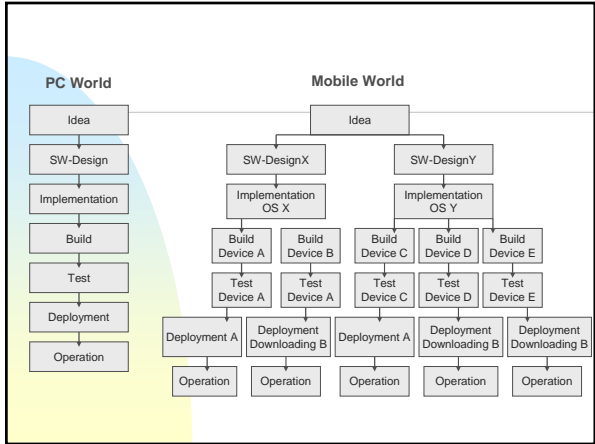 PC World
Idea
SW-Design
Implementation
Build
Test
Deployment
Operation
Mobile World
Idea
SW-DesignX
SW-DesignY
Implementation
OS X
Implementation
OS Y
Build
Device A
Build
Device B
Build
Device C
Build
Device D
Build
Device E
Test
Device A
Test
Device A
Test
Device C
Test
Device D
Test
Device E
Deployment A
Deployment
Downloading B
Deployment A
Deployment
Downloading B
Deployment
Downloading B
Operation
Operation
Operation
Operation
Operation